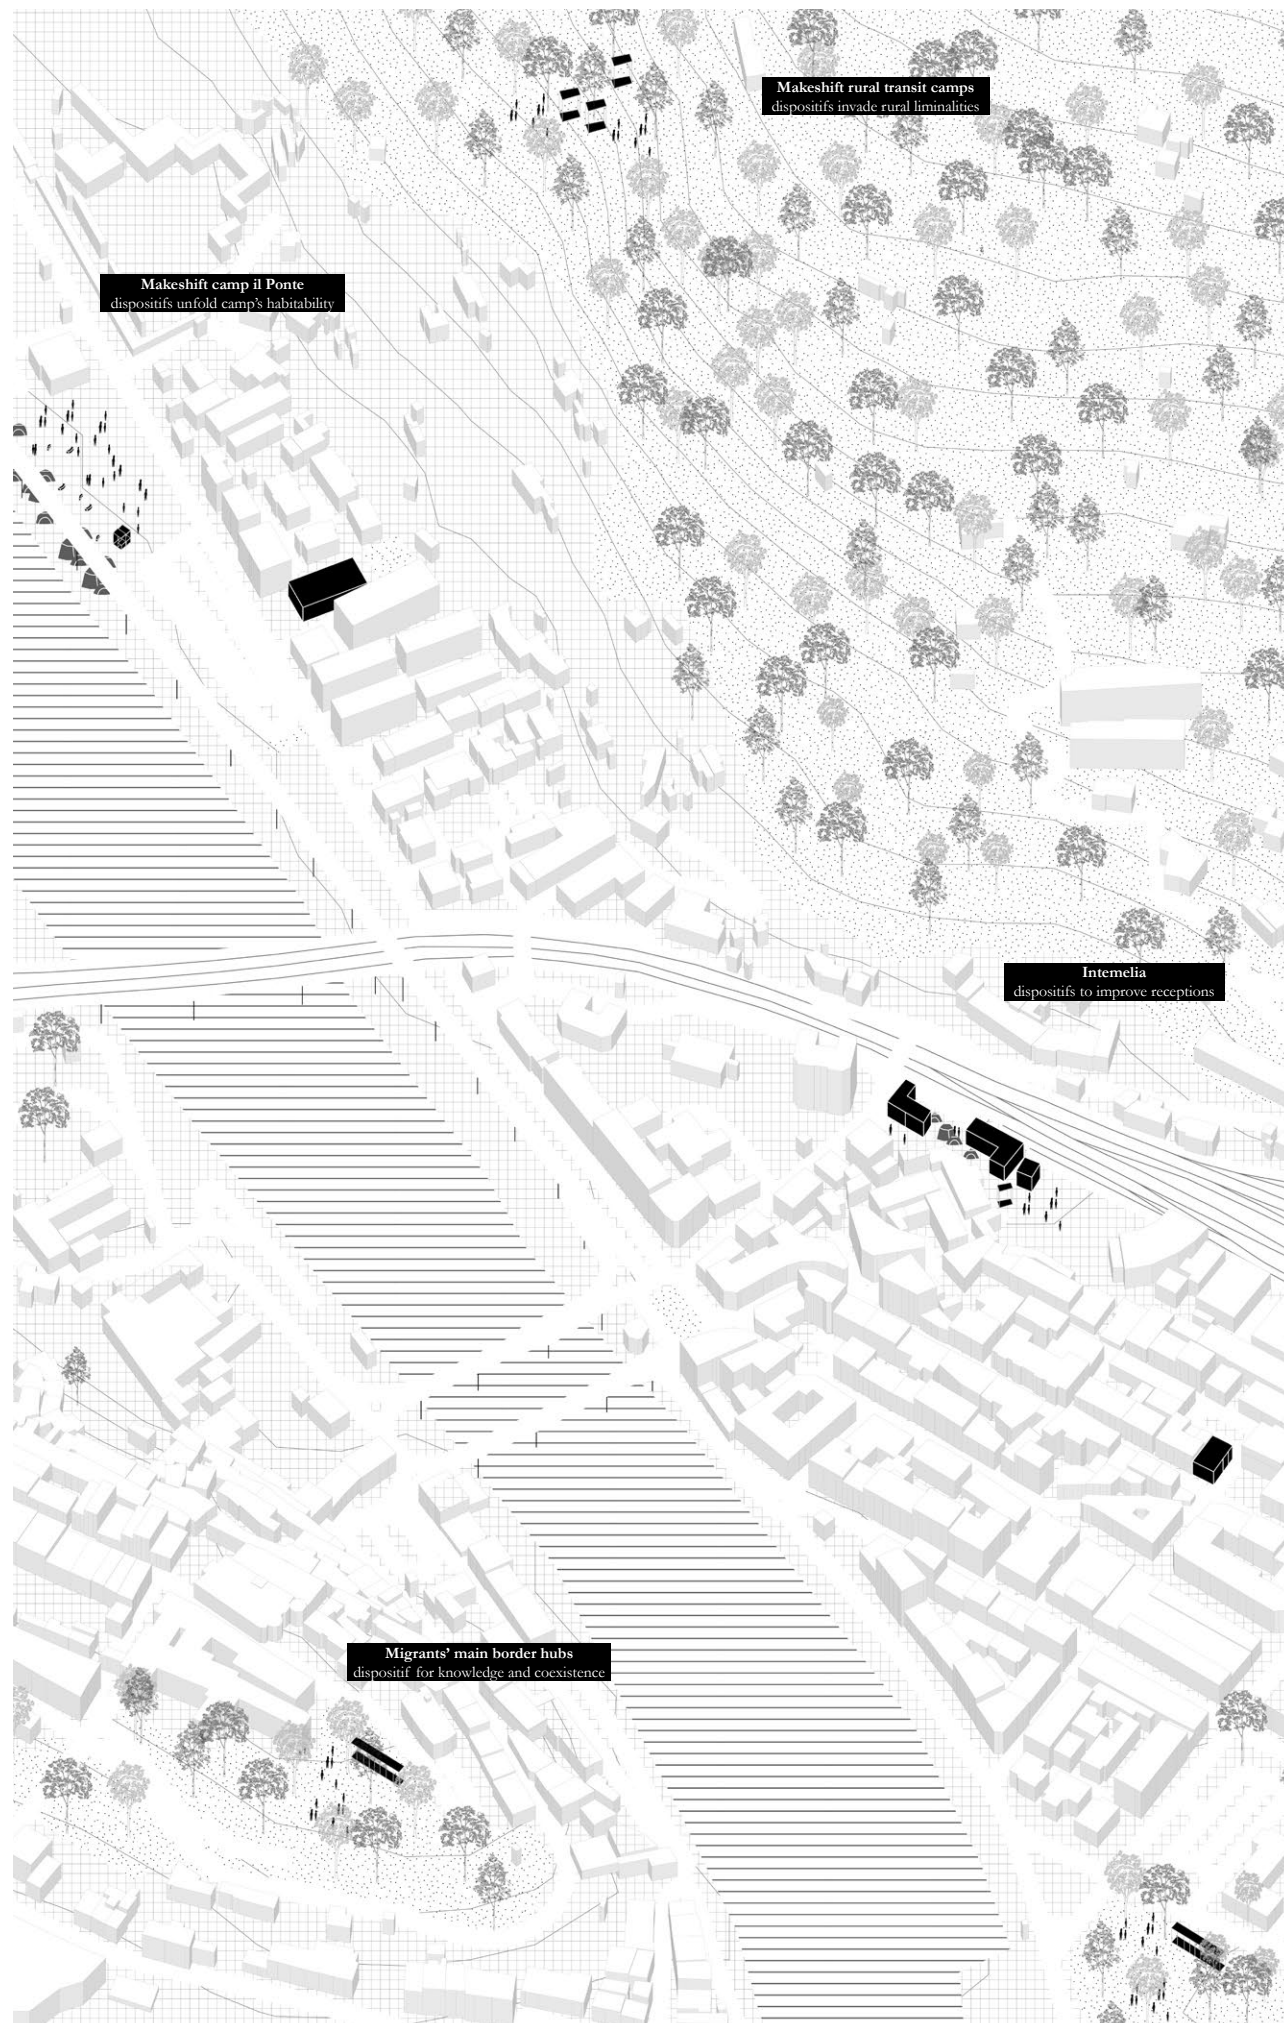 Makeshift rural transit camps
dispositifs invade rural liminalities
Makeshift camp il Ponte
dispositifs unfold camp's habitability
Intemelia
dispositifs to improve receptions
Migrants' main border hubs
dispositif for knowledge and coexistence